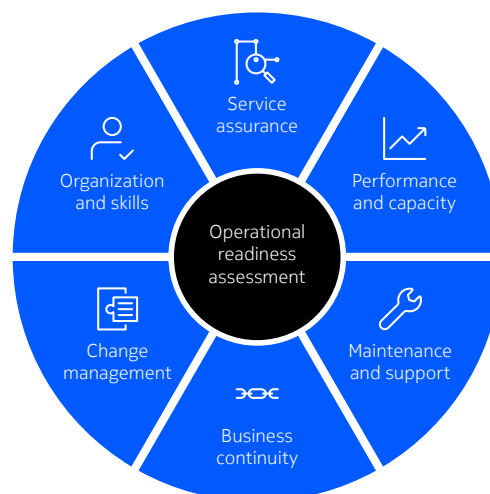 Service
assurance
Organization
and skills
Performance
and capacity
Operational
readiness
assessment
Change
management
Maintenance
and support
Business
continuity